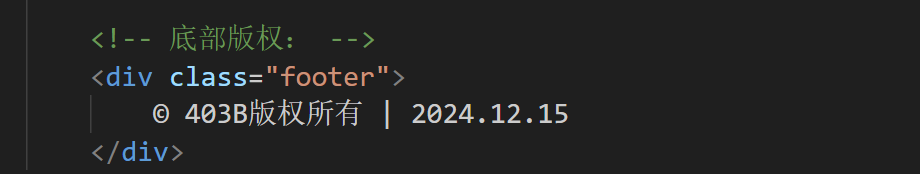 <!-- 底部版权： -->
<div class="footer">
© 403B版权所有 | 2024.12.15
</div>